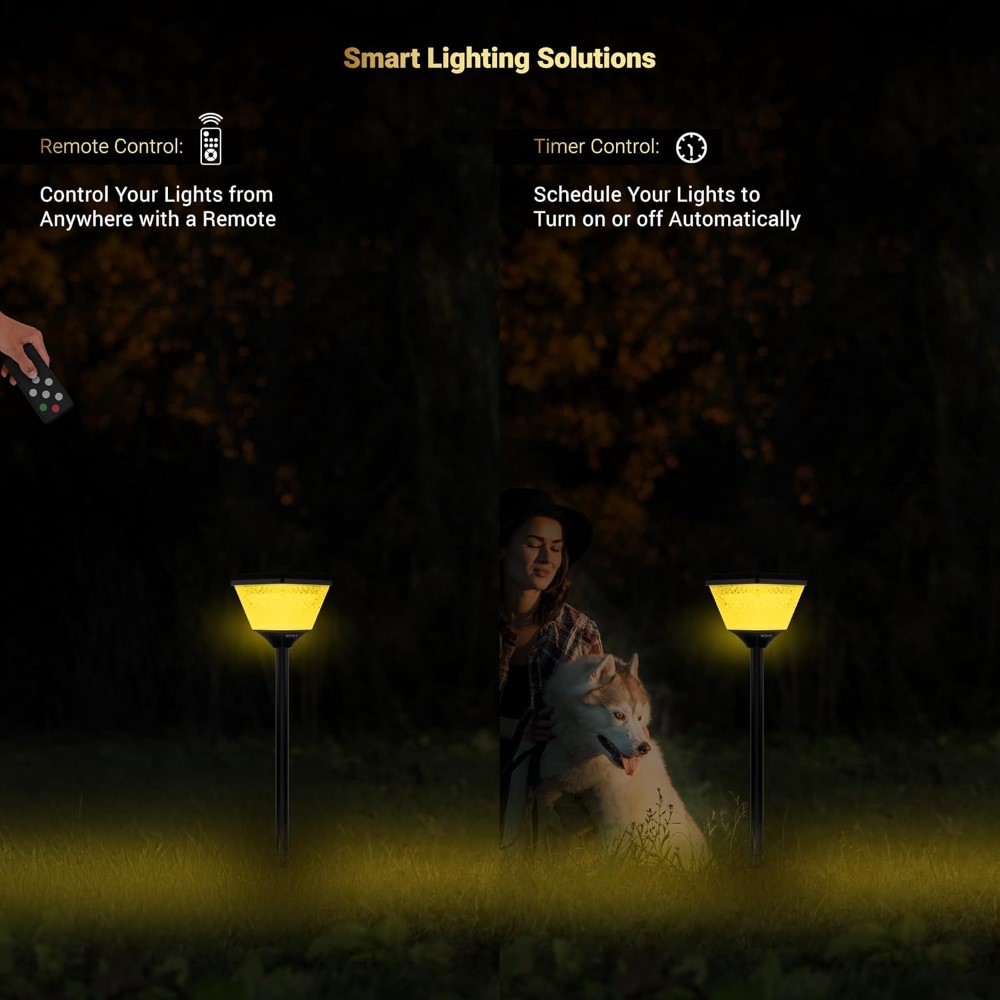 Smart Lighting Solutions
Remote Control:
Control Your Lights from
Anywhere with a Remote
Timer Control:
Schedule Your Lights to
Turn on or off Automatically